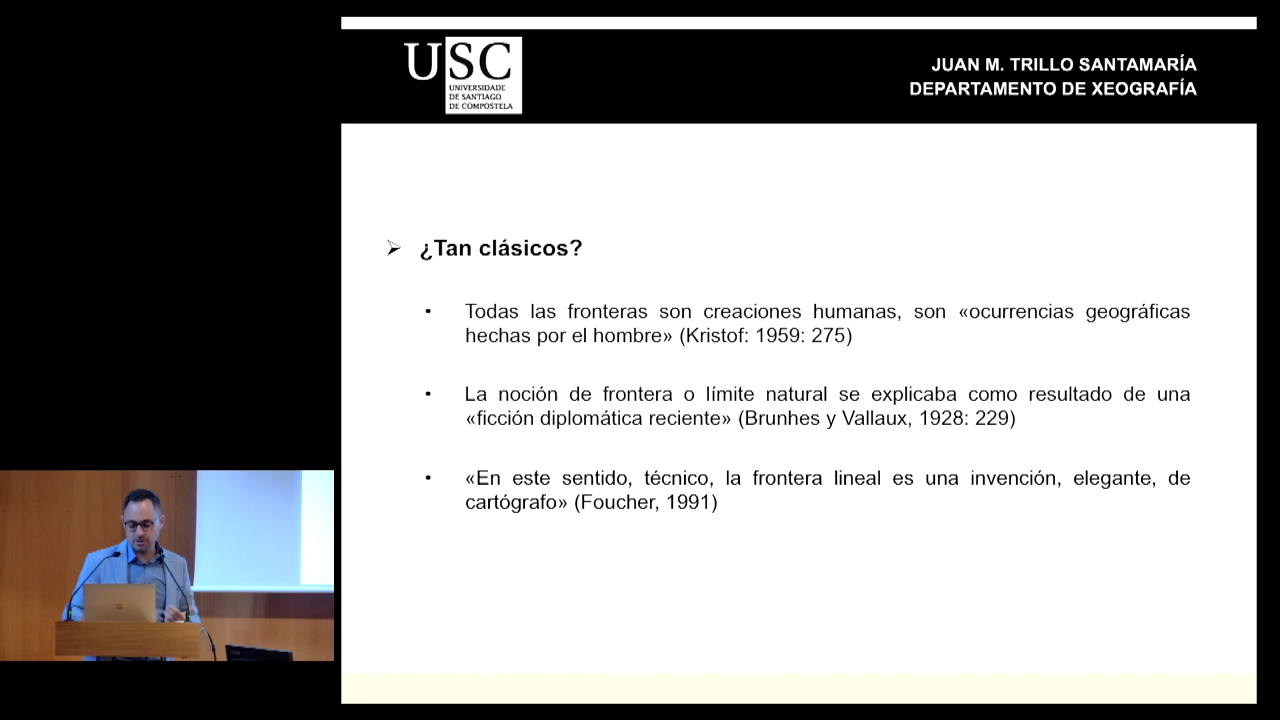 USC
UNIVERSIDADE
DE SANTIAGO
DE COMPOSTELA
JUAN M. TRILLO SANTAMARÍA
DEPARTAMENTO DE XEOGRAFÍA
¿Tan clásicos?
Todas las fronteras son creaciones humanas, son «ocurrencias geográficas
hechas por el hombre» (Kristof: 1959: 275)
La noción de frontera o límite natural se explicaba como resultado de una
«ficción diplomática reciente» (Brunhes y Vallaux, 1928: 229)
«En este sentido, técnico, la frontera lineal es una invención, elegante, de
cartógrafo» (Foucher, 1991)